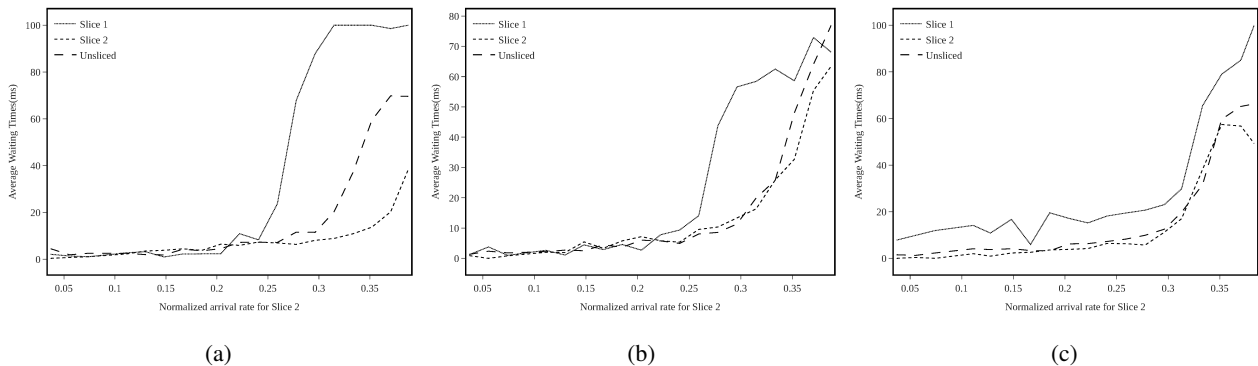 100
80
60
40
20
0
Average Waiting Times(ms)
Slice 1
Slice 2
Unsliced
0.05 0.1 0.15 0.2 0.25 0.3 0.35
Normalized arrival rate for Slice 2
(a)
80
70
60
50
40
30
20
10
0
Average Waiting Times(ms)
Slice 1
Slice 2
Unsliced
0.05 0.1 0.15 0.2 0.25 0.3 0.35
Normalized arrival rate for Slice 2
(b)
100
80
60
40
20
0
Average Waiting Times(ms)
Slice 1
Slice 2
Unsliced
0.05 0.1 0.15 0.2 0.25 0.3 0.35
Normalized arrival rate for Slice 2
(c)